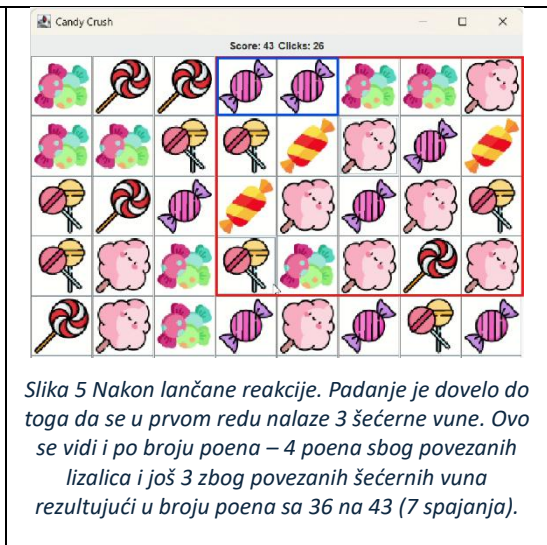 Candy Crush
Score: 43 Clicks: 26
Slika 5 Nakon lančane reakcije. Padanje je dovelo do
toga da se u prvom redu nalaze 3 šećerne vune. Ovo
se vidi i po broju poena – 4 poena sbog povezanih
lizalica i još 3 zbog povezanih šećernih vuna
rezultujući u broju poena sa 36 na 43 (7 spajanja).